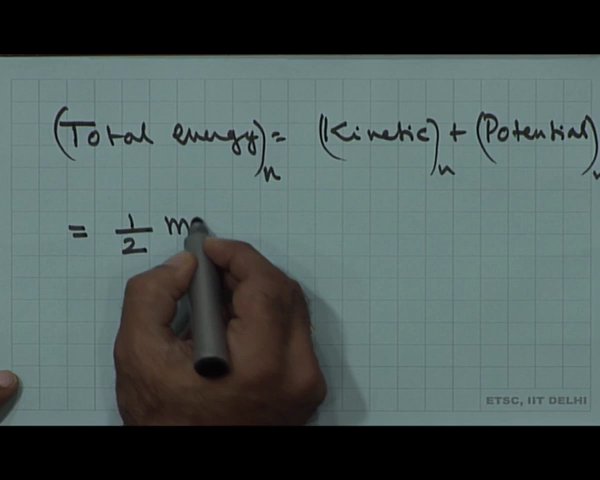 (Total energy)n = (Kinetic)n + (Potential)n
= 1/2 m
ETSC, IIT DELHI